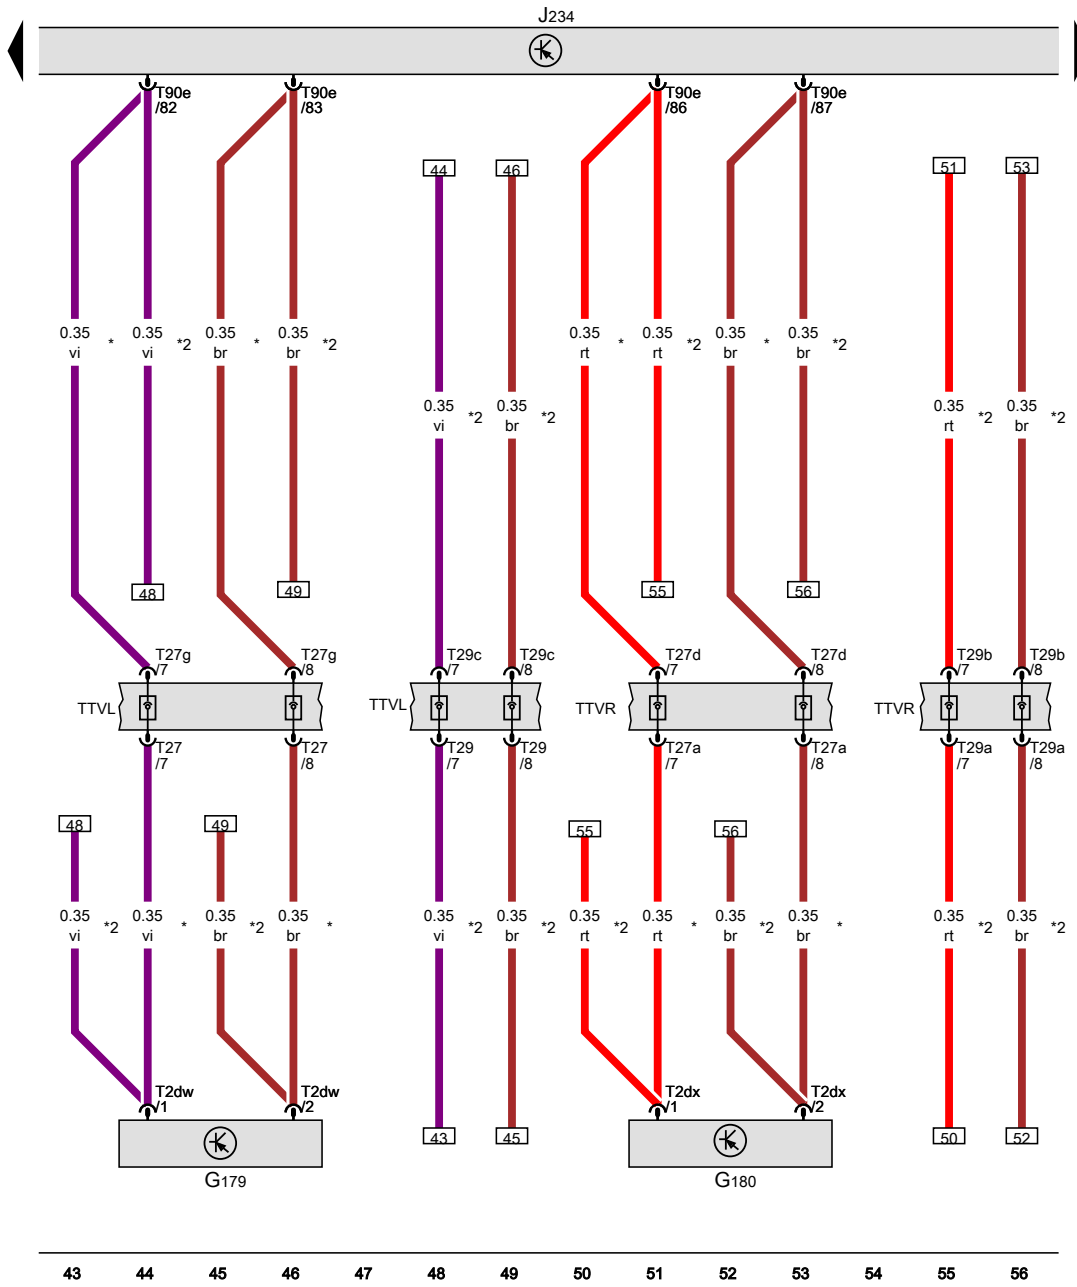 J234
T90e
/82
T90e
/83
T90e
/86
T90e
/87
44
46
51
53
0.35
vi
*
0.35
vi
*2
0.35
br
*
0.35
br
*2
0.35
rt
*
0.35
rt
*2
0.35
br
*
0.35
br
*2
0.35
vi
*2
0.35
br
*2
0.35
rt
*2
0.35
br
*2
48
49
55
56
T27g
/7
T27g
/8
T29c
/7
T29c
/8
T27d
/7
T27d
/8
T29b
/7
T29b
/8
TTVL
TTVL
TTVR
TTVR
T27
/7
T27
/8
T29
/7
T29
/8
T27a
/7
T27a
/8
T29a
/7
T29a
/8
48
49
55
56
0.35
vi
*2
0.35
vi
*
0.35
br
*2
0.35
br
*
0.35
vi
*2
0.35
br
*2
0.35
rt
*2
0.35
rt
*
0.35
br
*2
0.35
br
*
0.35
rt
*2
0.35
br
*2
T2dw
/1
T2dw
/2
T2dx
/1
T2dx
/2
43
45
50
52
G179
G180
43 44 45 46 47 48 49 50 51 52 53 54 55 56